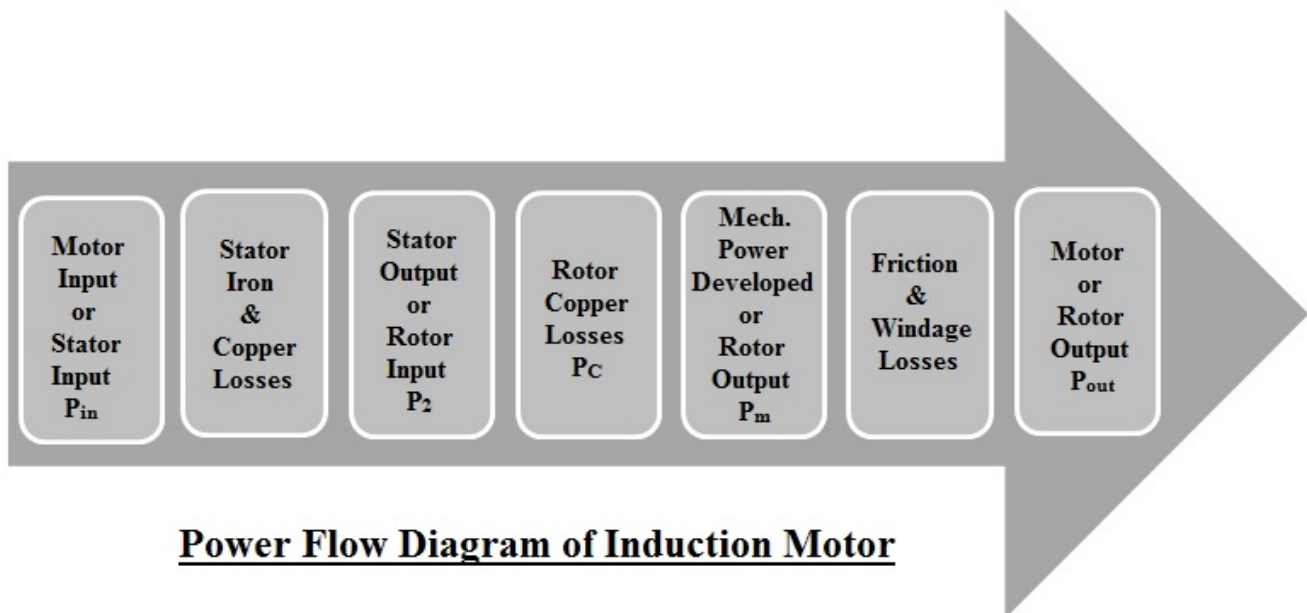 Motor
Input
or
Stator
Input
Pin
Stator
Iron
&
Copper
Losses
Stator
Output
or
Rotor
Input
P2
Rotor
Copper
Losses
PC
Mech.
Power
Developed
or
Rotor
Output
Pm
Friction
&
Windage
Losses
Motor
or
Rotor
Output
Pout
Power Flow Diagram of Induction Motor